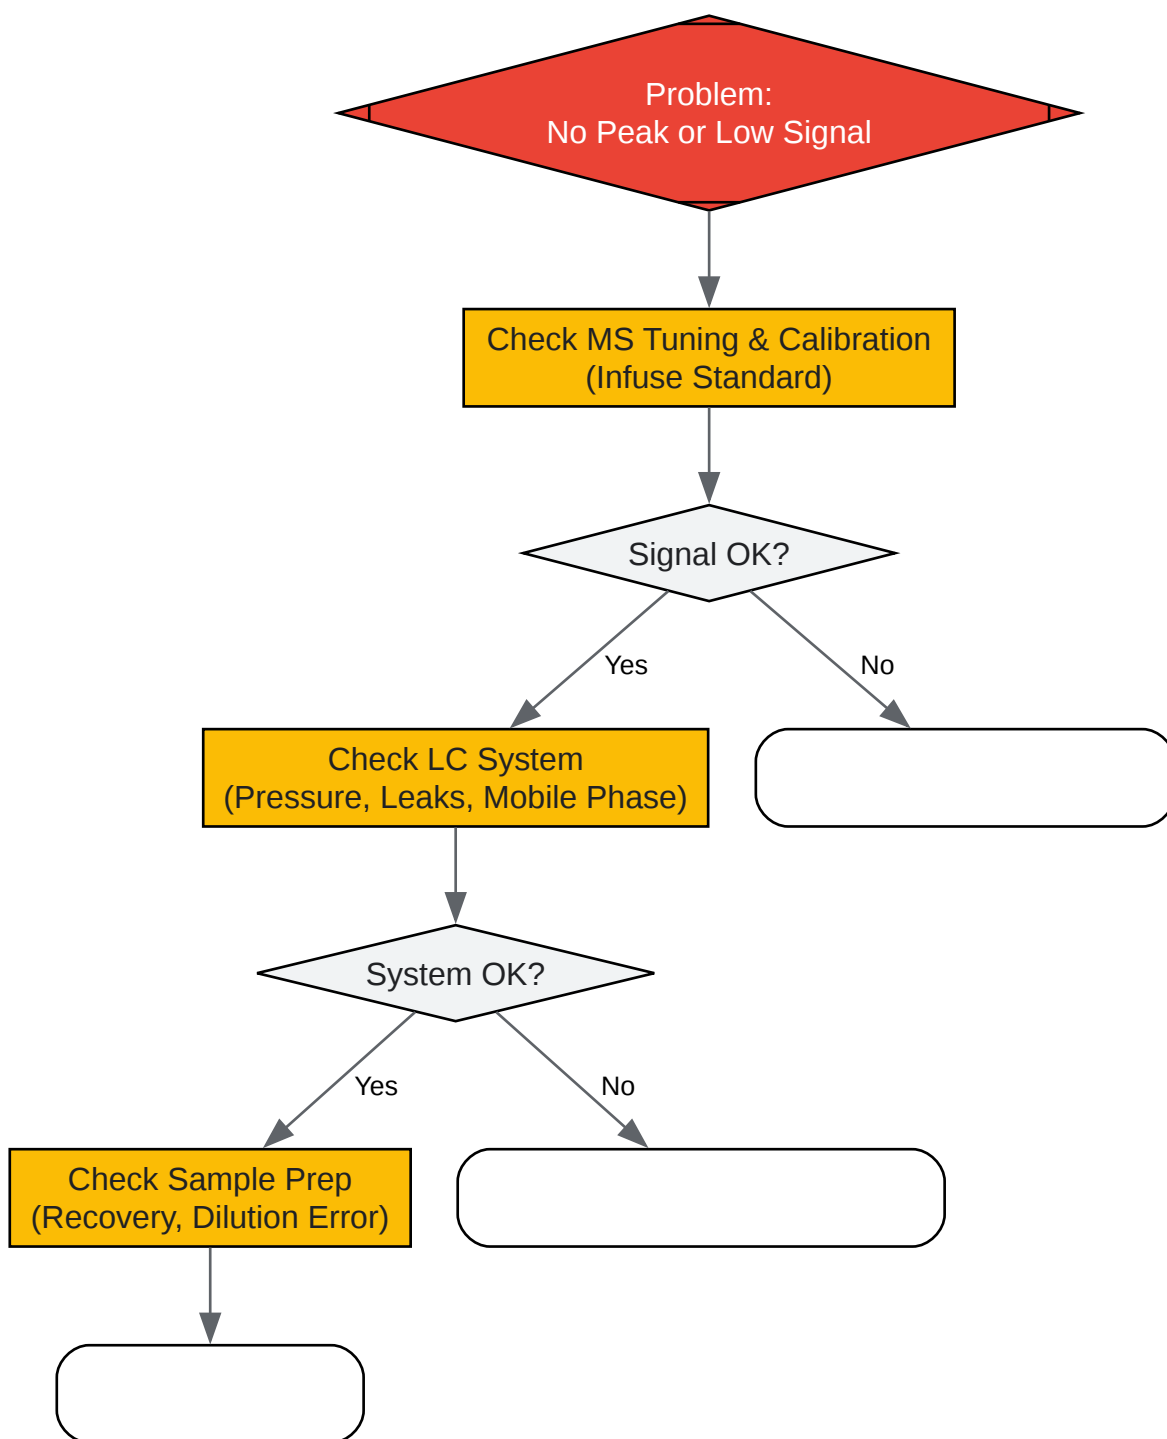 Problem:
No Peak or Low Signal
Check MS Tuning & Calibration
(Infuse Standard)
Signal OK?
Yes
No
Check LC System
(Pressure, Leaks, Mobile Phase)
System OK?
Yes
No
Check Sample Prep
(Recovery, Dilution Error)